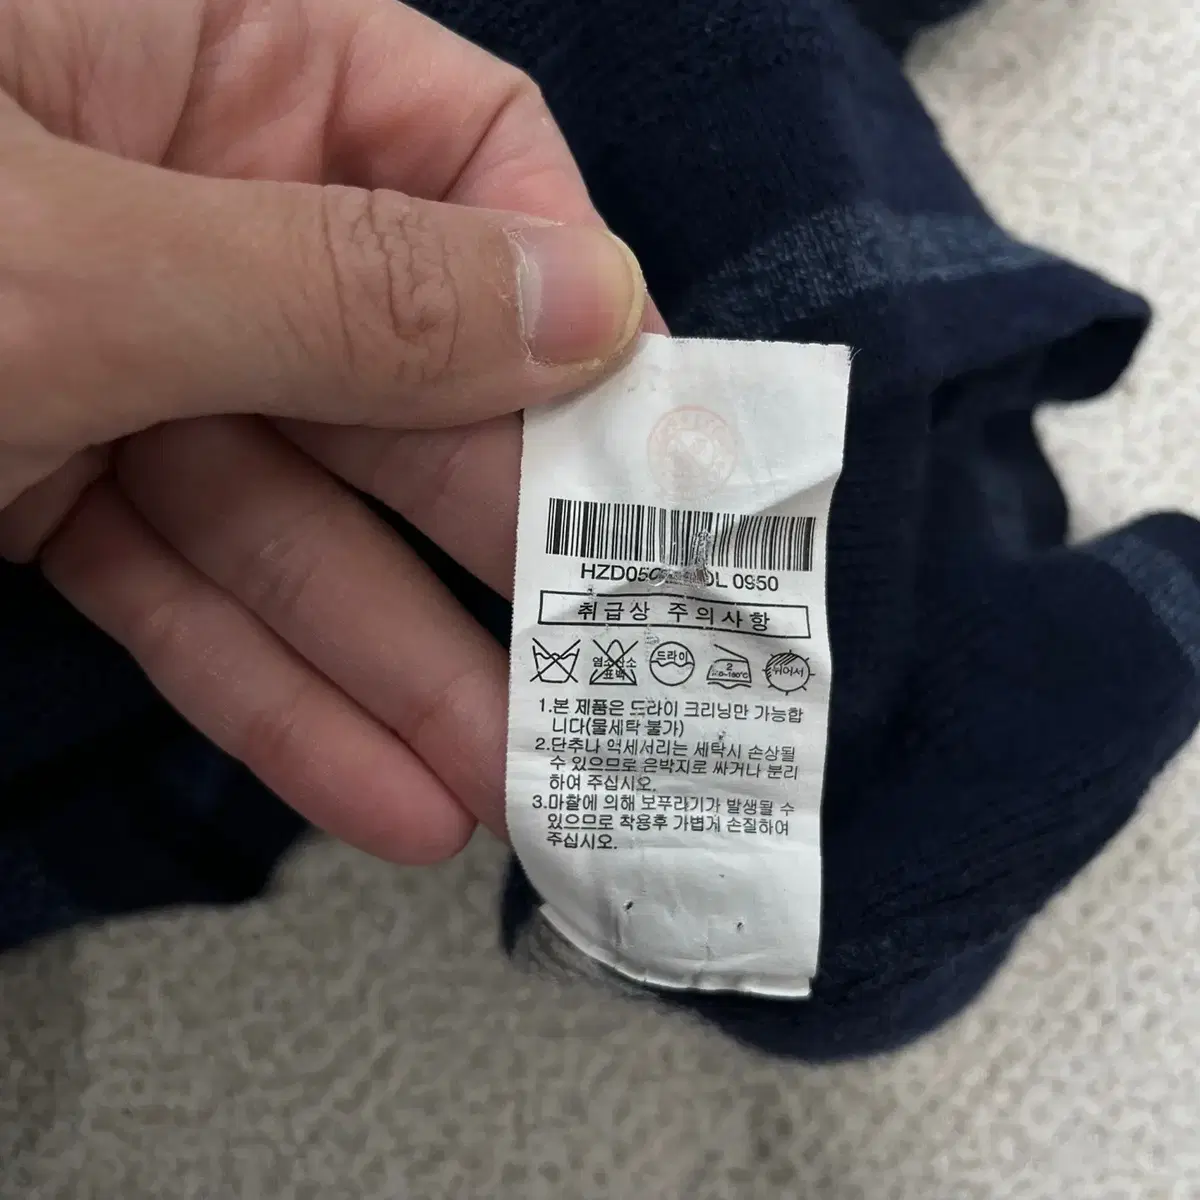 0950
취급상 주의사항
염소산소
표백
드라이
2
뉘어서
1.본 제품은 드라이 크리닝만 가능합
니다(물세탁 불가)
2.단추나 악세서리는 세탁시 손상될
수 있으므로 은박지로 싸거나 분리
하여 주십시오.
3.마찰에 의해 보푸라기가 발생될 수
있으므로 착용후 가볍게 손질하여
주십시오.